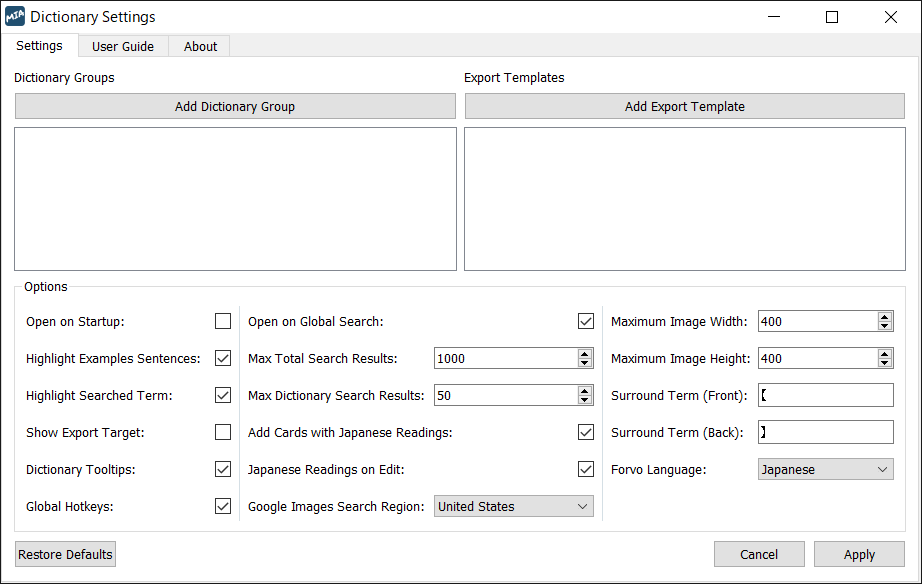 MIA Dictionary Settings
Settings User Guide About
Dictionary Groups Export Templates
Add Dictionary Group Add Export Template
Options
Open on Startup: Open on Global Search: Maximum Image Width: 400
Highlight Examples Sentences: Max Total Search Results: 1000 Maximum Image Height: 400
Highlight Searched Term: Max Dictionary Search Results: 50 Surround Term (Front): 【
Show Export Target: Add Cards with Japanese Readings: Surround Term (Back): 】
Dictionary Tooltips: Japanese Readings on Edit: Forvo Language: Japanese
Global Hotkeys: Google Images Search Region: United States
Restore Defaults Cancel Apply